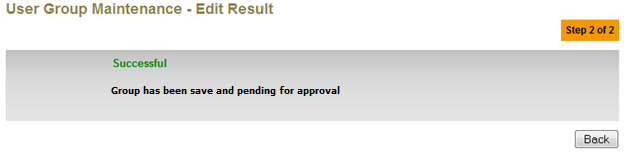 User Group Maintenance - Edit Result
Step 2 of 2
Successful
Group has been save and pending for approval
Back